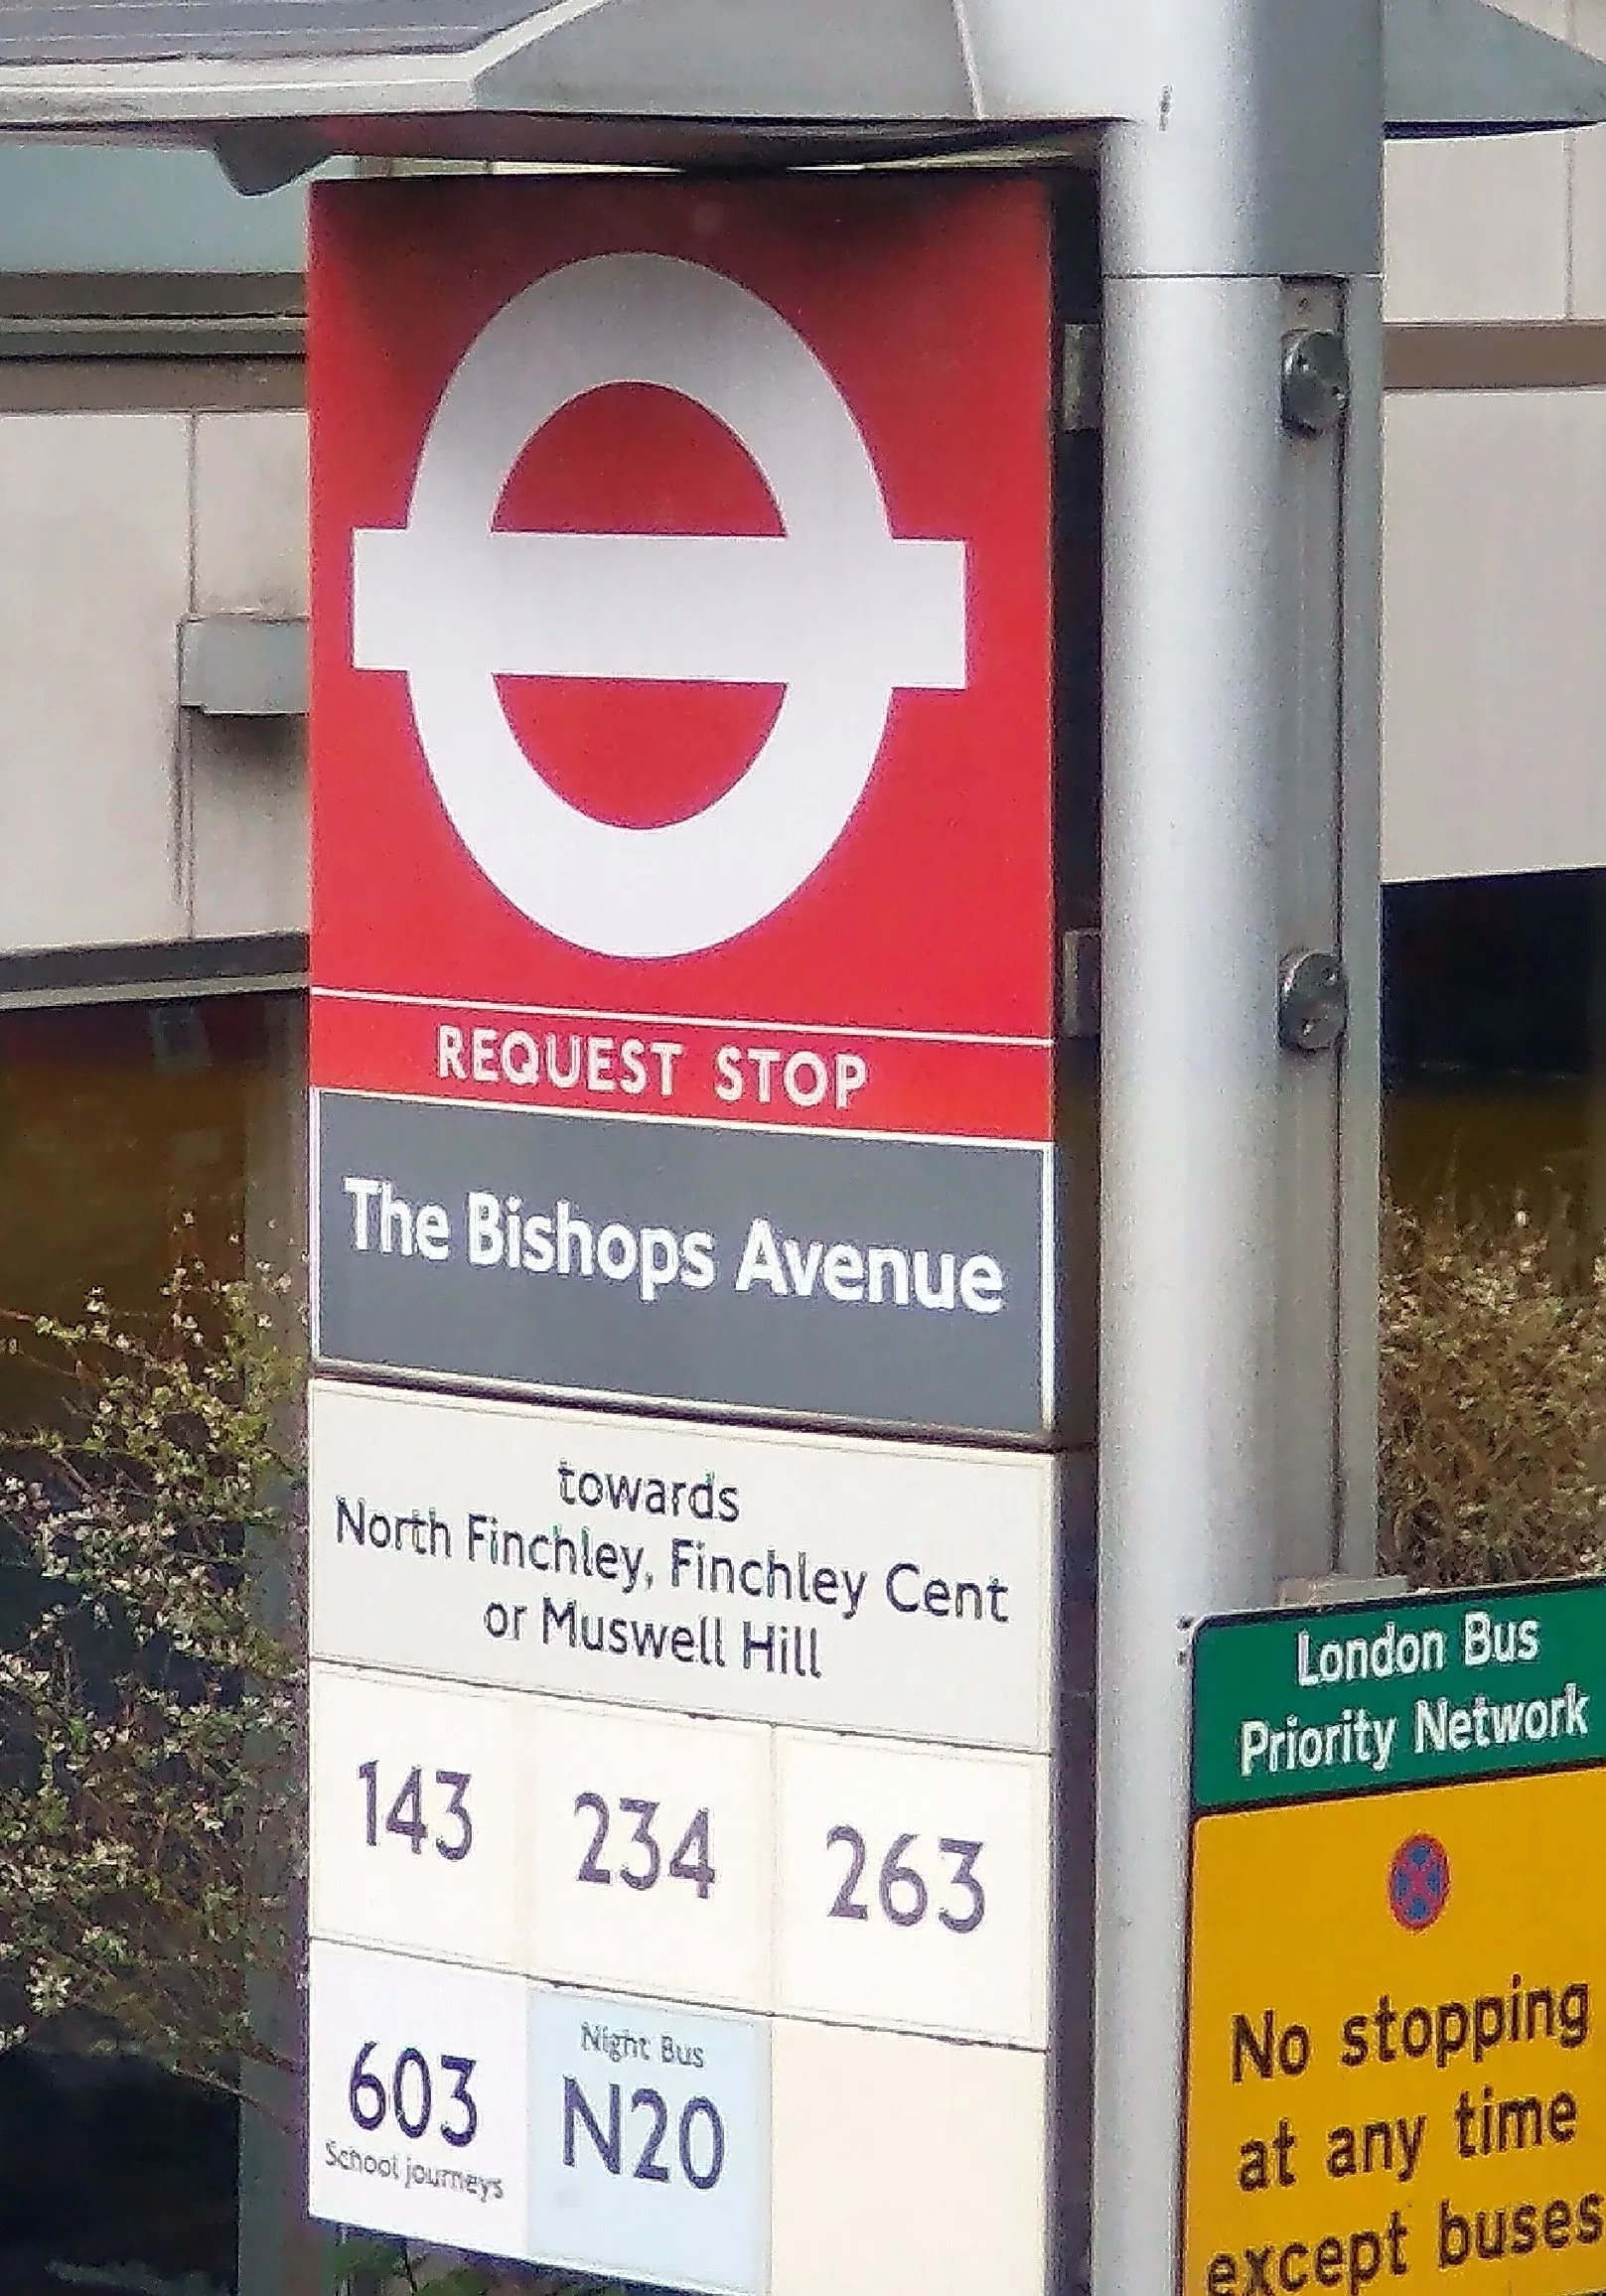 REQUEST STOP
The Bishops Avenue
towards
North Finchley, Finchley Cent
or Muswell Hill
143 234 263
603
School journeys
Night Bus
N20
London Bus
Priority Network
No stopping
at any time
except buses